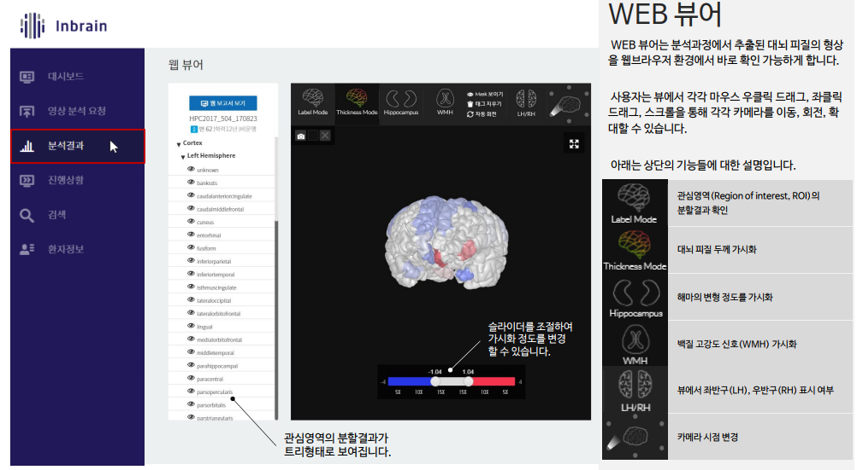 Inbrain
대시보드
영상 분석 요청
분석결과
진행상황
검색
환자정보
웹 뷰어
웹 보고서 보기
HPC2017_504_170823
Cortex
Left Hemisphere
unknown
bankssts
caudalanteriorcingulate
caudalmiddlefrontal
cuneus
entorhinal
fusiform
inferiorparietal
inferiortemporal
isthmuscingulate
lateraloccipital
lateralorbitofrontal
lingual
medialorbitofrontal
middletemporal
parahippocampal
paracentral
parsopercularis
parsorbitalis
parstriangularis
Label Mode
Thickness Mode
Hippocampus
WMH
Mask 보이기
태그 지우기
자동 회전
LH/RH
슬라이더를 조절하여
가시화 정도를 변경
할 수 있습니다.
-1.04 1.04
-4 4
5% 10% 15% 15% 10% 5%
관심영역의 분할결과가
트리형태로 보여집니다.
WEB 뷰어
WEB 뷰어는 분석과정에서 추출된 대뇌 피질의 형상
을 웹브라우저 환경에서 바로 확인 가능하게 합니다.
사용자는 뷰에서 각각 마우스 우클릭 드래그, 좌클릭
드래그, 스크롤을 통해 각각 카메라를 이동, 회전, 확
대할 수 있습니다.
아래는 상단의 기능들에 대한 설명입니다.
Label Mode
관심영역(Region of interest, ROI)의
분할결과 확인
Thickness Mode
대뇌 피질 두께 가시화
Hippocampus
해마의 변형 정도를 가시화
WMH
백질 고강도 신호(WMH) 가시화
LH/RH
뷰에서 좌반구(LH), 우반구(RH) 표시 여부
카메라 시점 변경